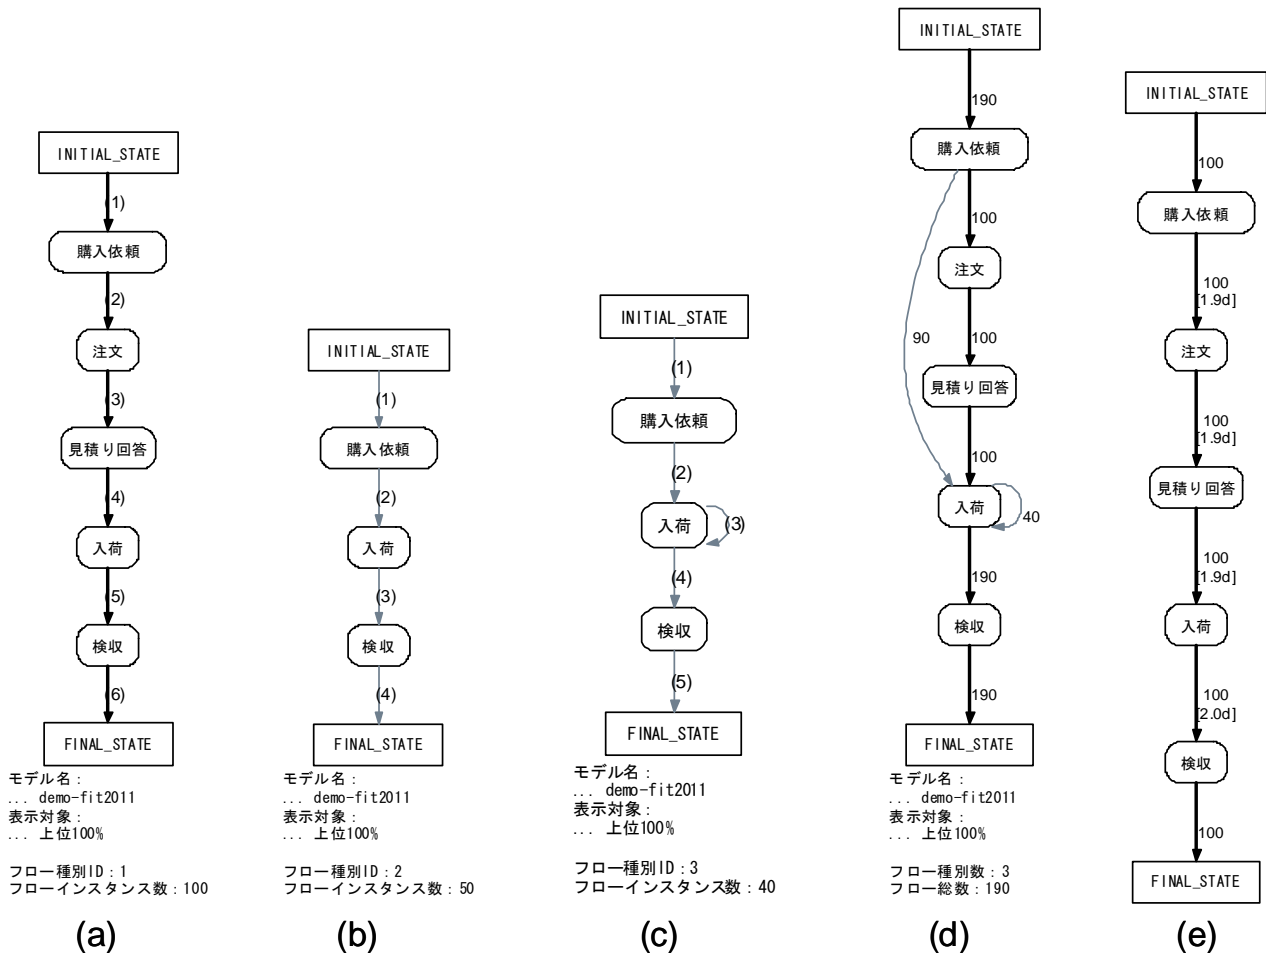 INITIAL_STATE
(1)
購入依頼
(2)
注文
(3)
見積り回答
(4)
入荷
(5)
検収
(6)
FINAL_STATE
モデル名:
... demo-fit2011
表示対象:
... 上位100%
フロー種別ID:1
フローインスタンス数:100
(a)
INITIAL_STATE
(1)
購入依頼
(2)
入荷
(3)
検収
(4)
FINAL_STATE
モデル名:
... demo-fit2011
表示対象:
... 上位100%
フロー種別ID:2
フローインスタンス数:50
(b)
INITIAL_STATE
(1)
購入依頼
(2)
入荷
(3)
(4)
検収
(5)
FINAL_STATE
モデル名:
... demo-fit2011
表示対象:
... 上位100%
フロー種別ID:3
フローインスタンス数:40
(c)
INITIAL_STATE
190
購入依頼
100
注文
90
100
見積り回答
100
入荷
40
190
検収
190
FINAL_STATE
モデル名:
... demo-fit2011
表示対象:
... 上位100%
フロー種別数:3
フロー総数:190
(d)
INITIAL_STATE
100
購入依頼
100
[1.9d]
注文
100
[1.9d]
見積り回答
100
[1.9d]
入荷
100
[2.0d]
検収
100
FINAL_STATE
(e)